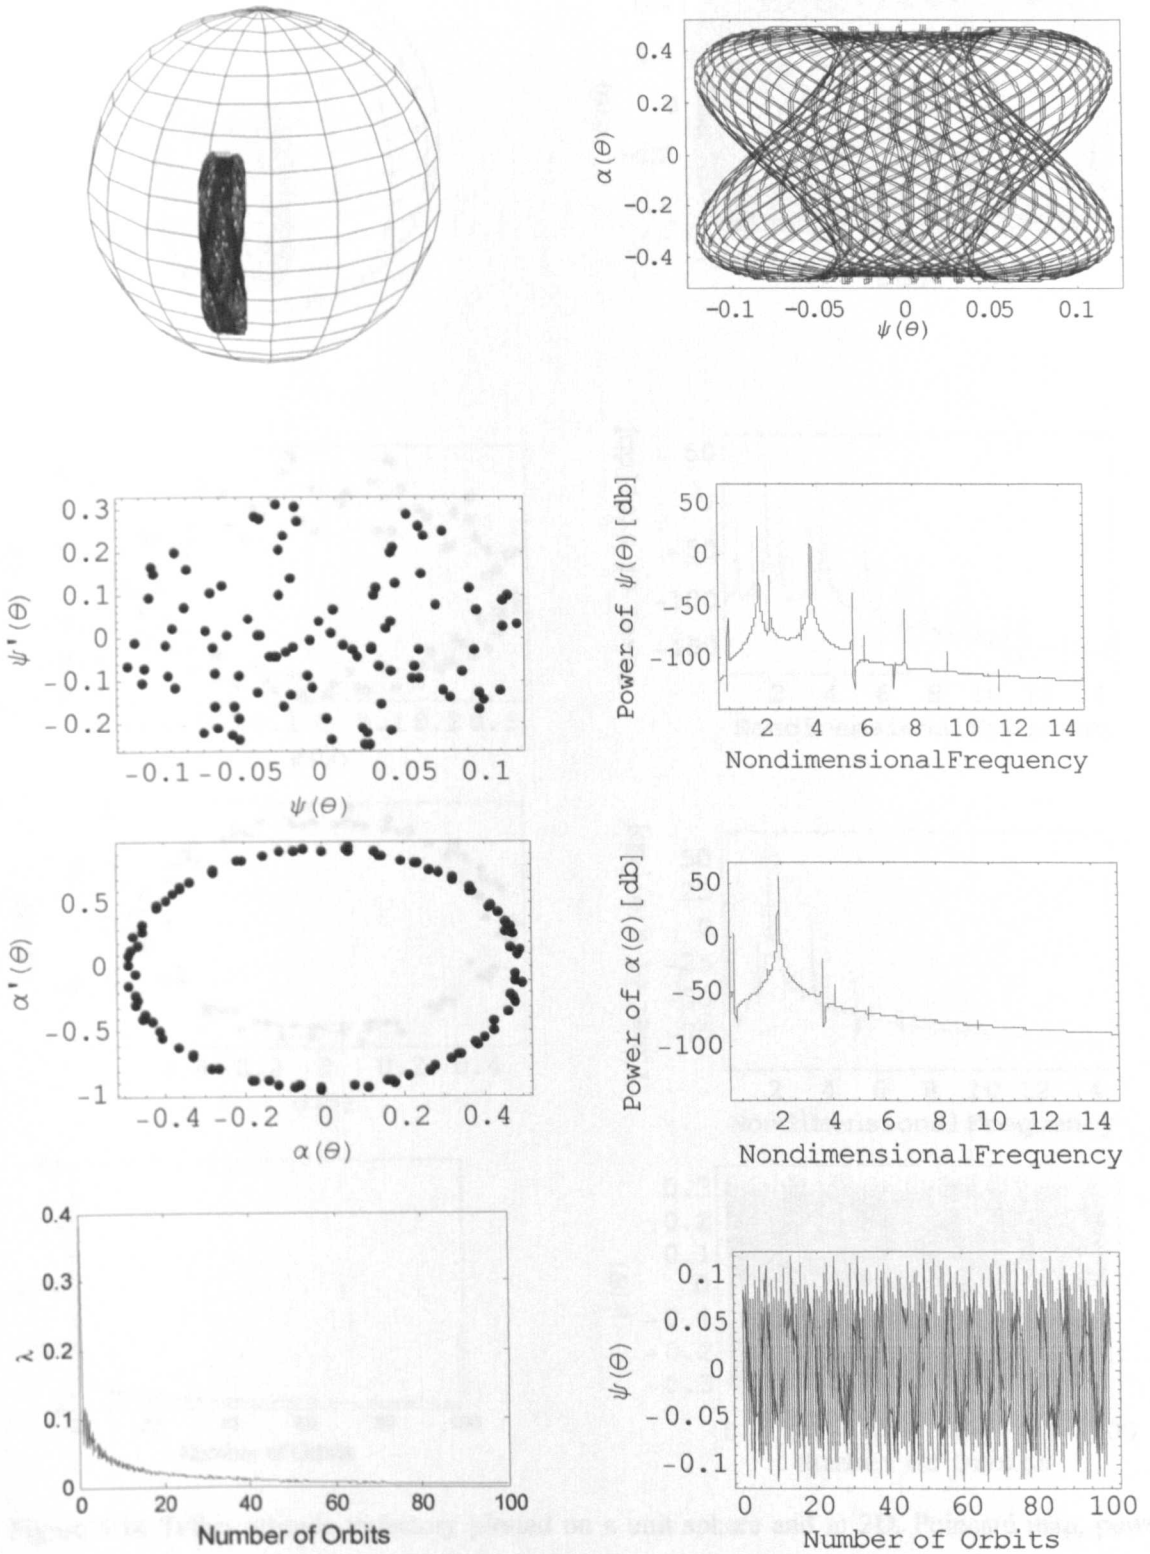 0.4
0.2
0
-0.2
-0.4
α(θ)
-0.1 -0.05 0 0.05 0.1
ψ(θ)
0.3
0.2
0.1
0
-0.1
-0.2
ψ'(θ)
-0.1 -0.05 0 0.05 0.1
ψ(θ)
50
0
-50
-100
Power of ψ(θ)[db]
2 4 6 8 10 12 14
NondimensionalFrequency
0.5
0
-0.5
-1
α'(θ)
-0.4 -0.2 0 0.2 0.4
α(θ)
50
0
-50
-100
Power of α(θ)[db]
2 4 6 8 10 12 14
NondimensionalFrequency
0.4
0.3
0.2
0.1
0
λ
0 20 40 60 80 100
Number of Orbits
0.1
0.05
0
-0.05
-0.1
ψ(θ)
0 20 40 60 80 100
Number of Orbits